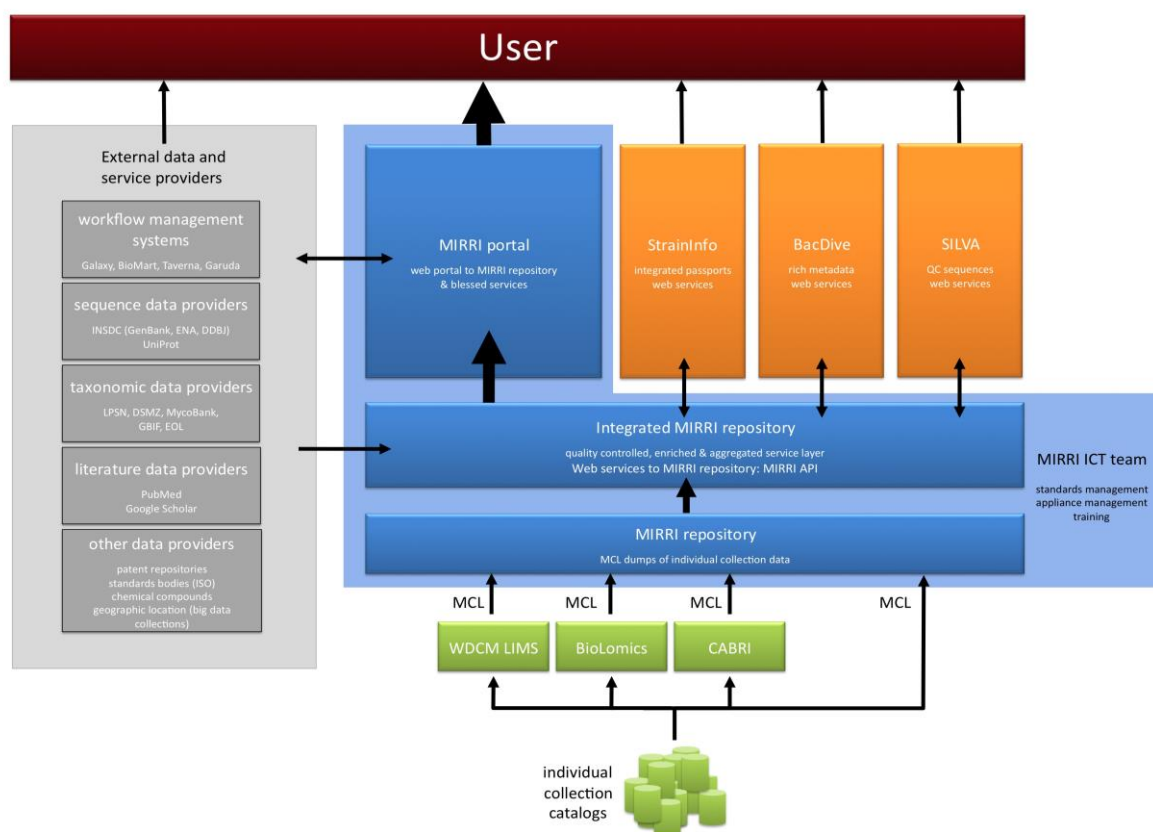 User
External data and
service providers
workflow management
systems
Galaxy, BioMart, Taverna, Garuda
sequence data providers
INSDC (GenBank, ENA, DDBJ)
UniProt
taxonomic data providers
LPSN, DSMZ, MycoBank,
GBIF, EOL
literature data providers
PubMed
Google Scholar
other data providers
patent repositories
standards bodies (ISO)
chemical compounds
geographic location (big data
collections)
MIRRI portal
web portal to MIRRI repository
& blessed services
StrainInfo
integrated passports
web services
BacDive
rich metadata
web services
SILVA
QC sequences
web services
Integrated MIRRI repository
quality controlled, enriched & aggregated service layer
Web services to MIRRI repository: MIRRI API
MIRRI ICT team
standards management
appliance management
training
MIRRI repository
MCL dumps of individual collection data
MCL
MCL
MCL
MCL
WDCM LIMS
BioLomics
CABRI
individual
collection
catalogs